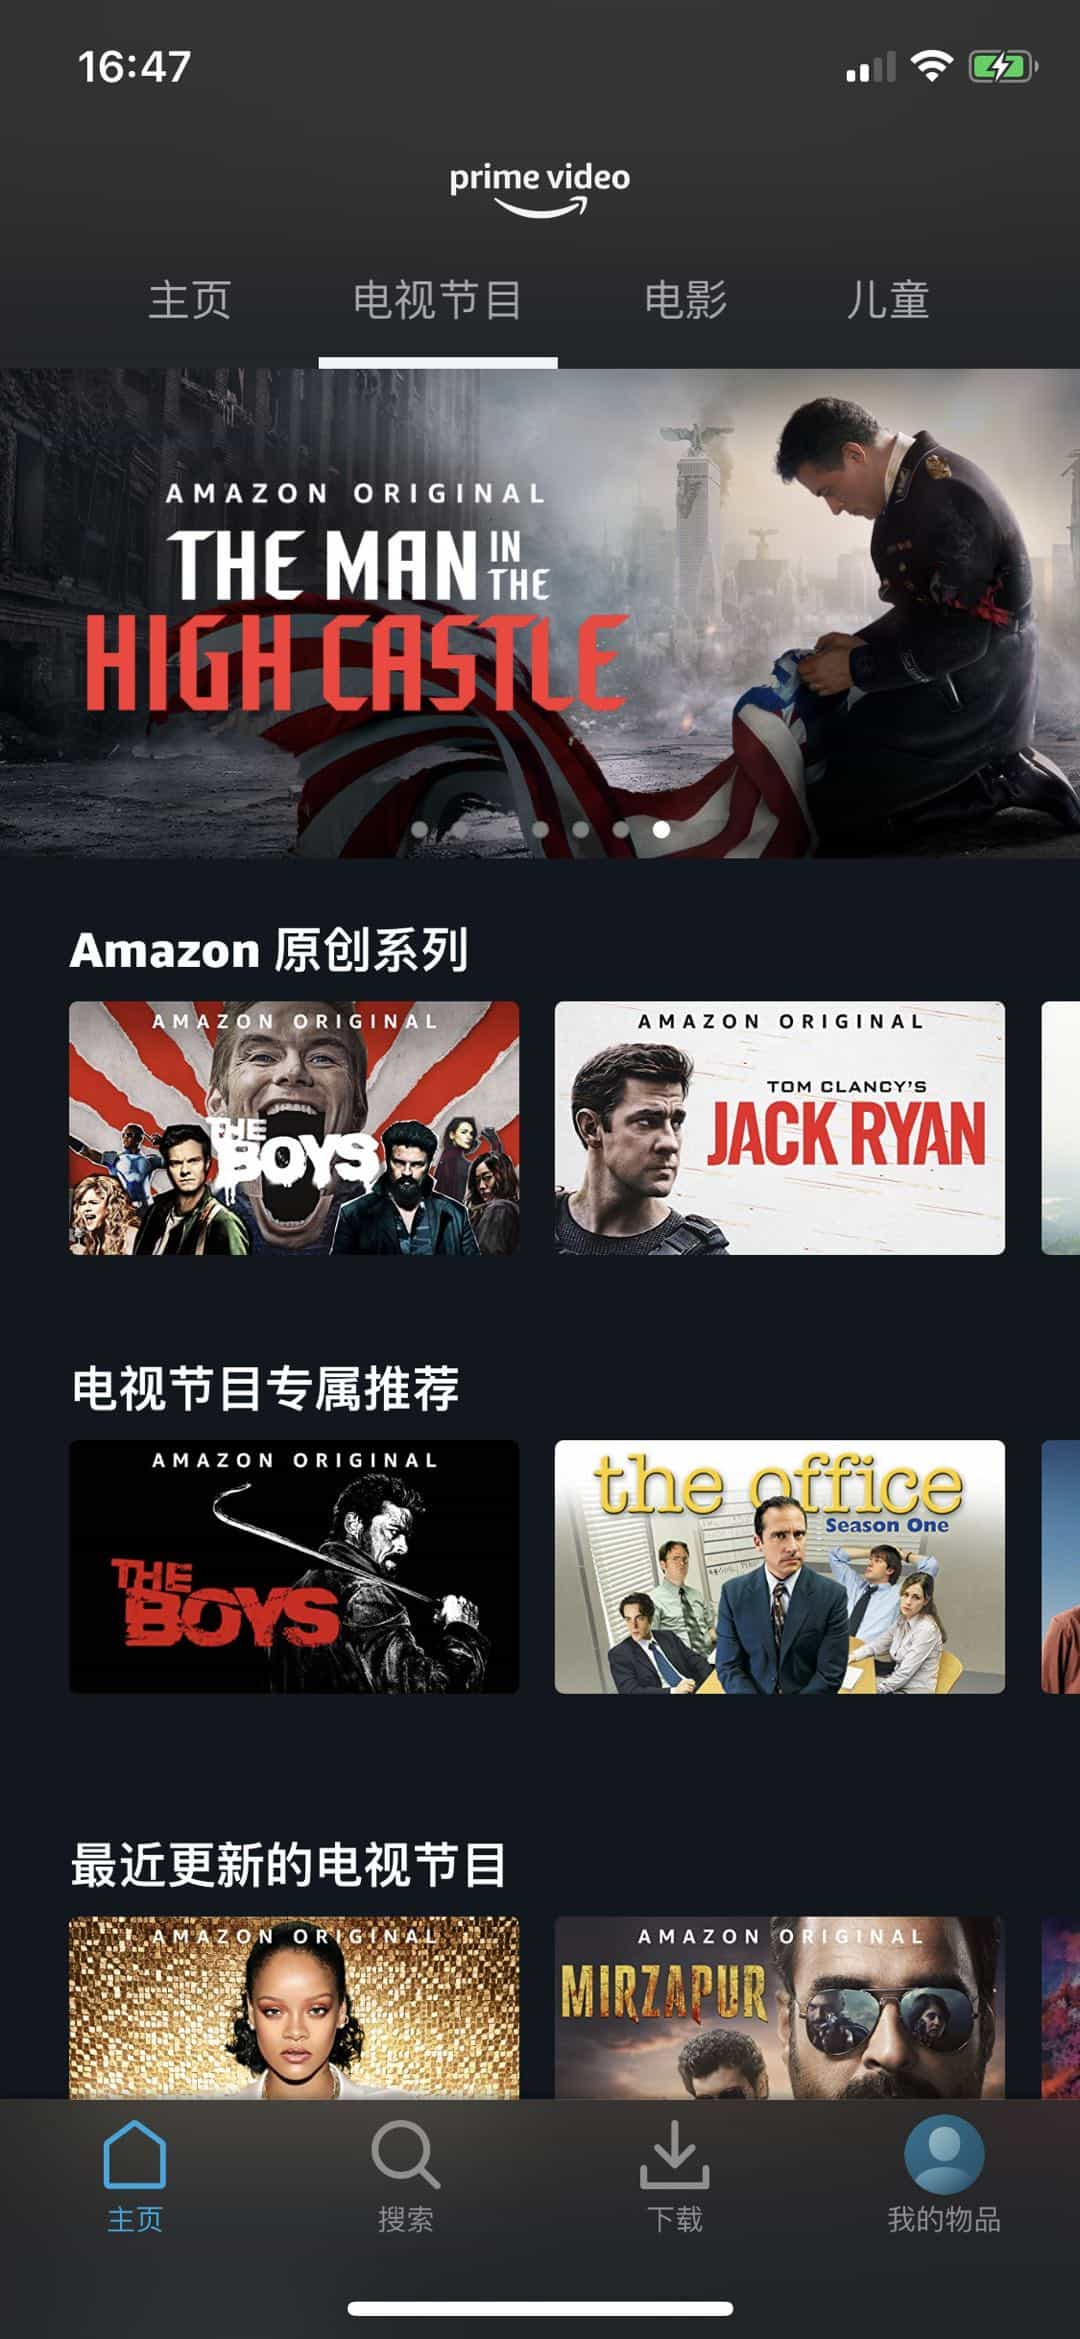 16:47
prime video
主页 电视节目 电影 儿童
AMAZON ORIGINAL
THE MAN IN THE
HIGH CASTLE
Amazon 原创系列
AMAZON ORIGINAL
THE
BOYS
AMAZON ORIGINAL
TOM CLANCY'S
JACK RYAN
电视节目专属推荐
AMAZON ORIGINAL
THE
BOYS
the office
Season One
最近更新的电视节目
AMAZON ORIGINAL
AMAZON ORIGINAL
MIRZAPUR
主页 搜索 下载 我的物品